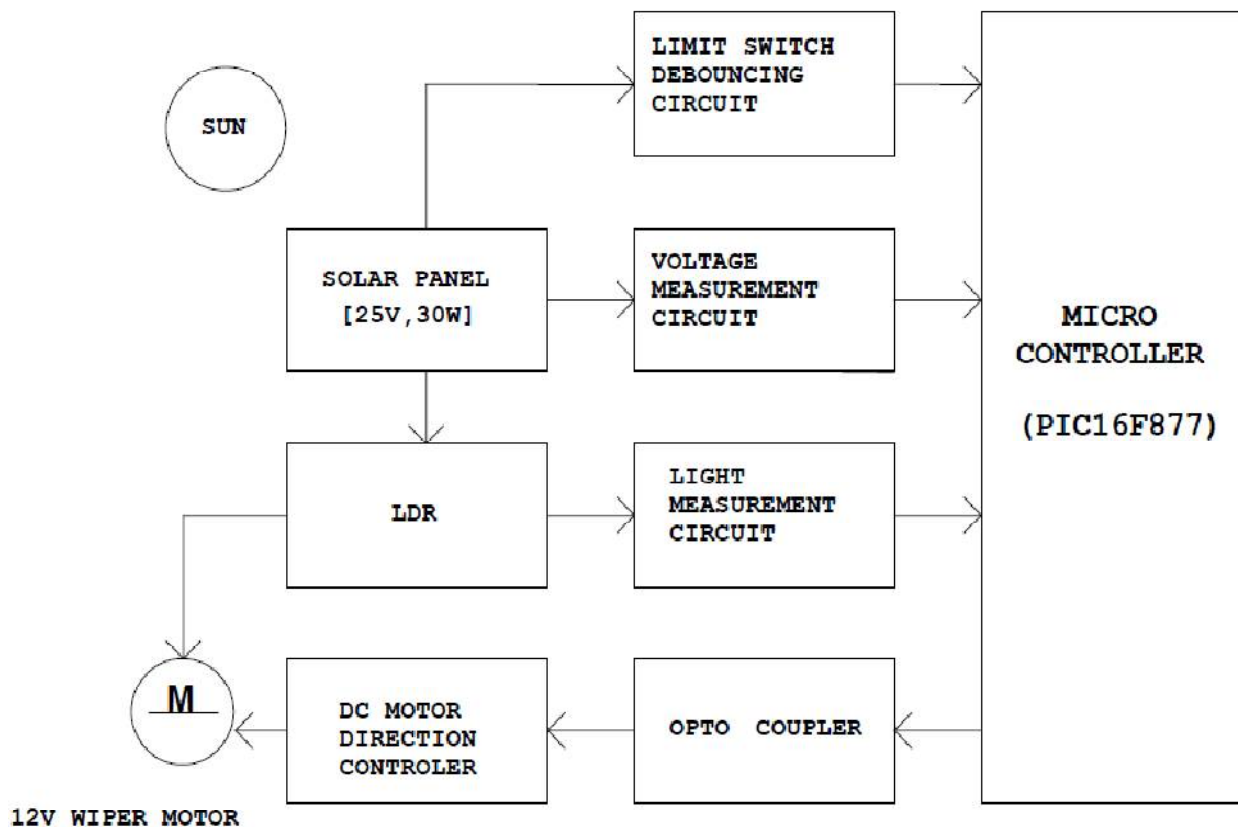 LIMIT SWITCH
DEBOUNCING
CIRCUIT
SUN
SOLAR PANEL
[25V,30W]
VOLTAGE
MEASUREMENT
CIRCUIT
MICRO
CONTROLLER
(PIC16F877)
LDR
LIGHT
MEASUREMENT
CIRCUIT
M
DC MOTOR
DIRECTION
CONTROLER
OPTO COUPLER
12V WIPER MOTOR